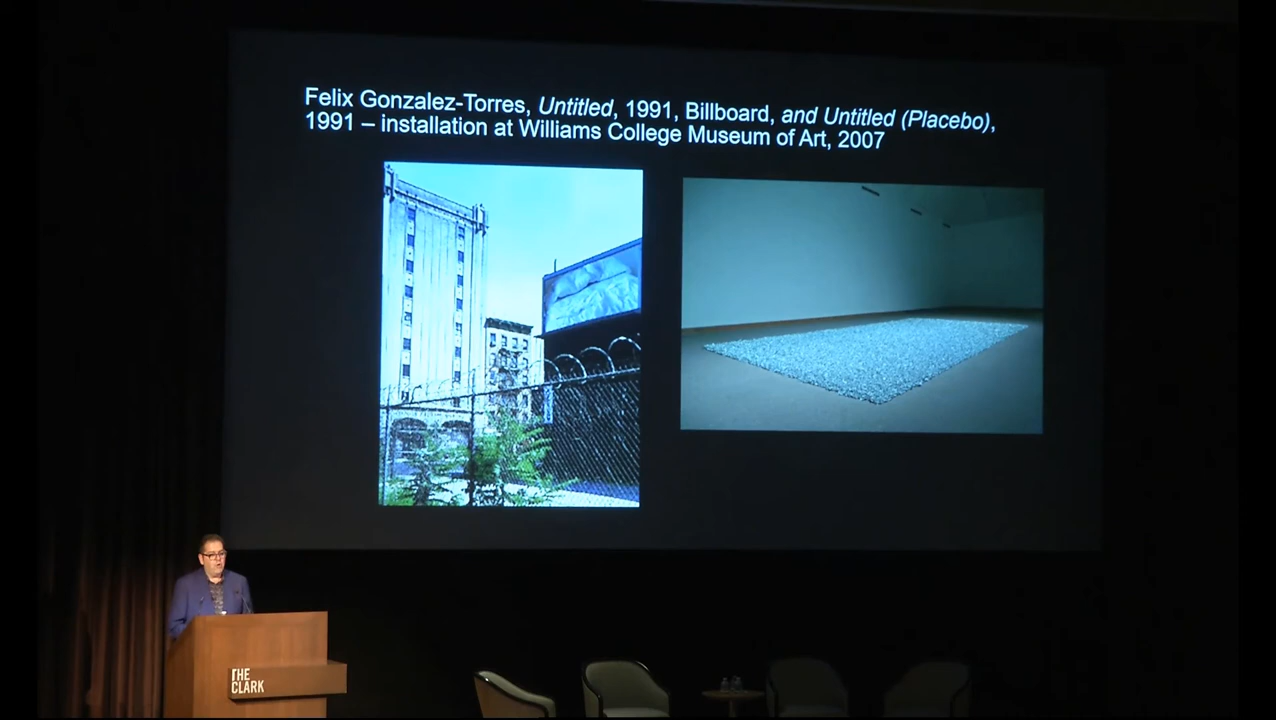 Felix Gonzalez-Torres, Untitled, 1991, Billboard, and Untitled (Placebo),
1991 – installation at Williams College Museum of Art, 2007
THE
CLARK